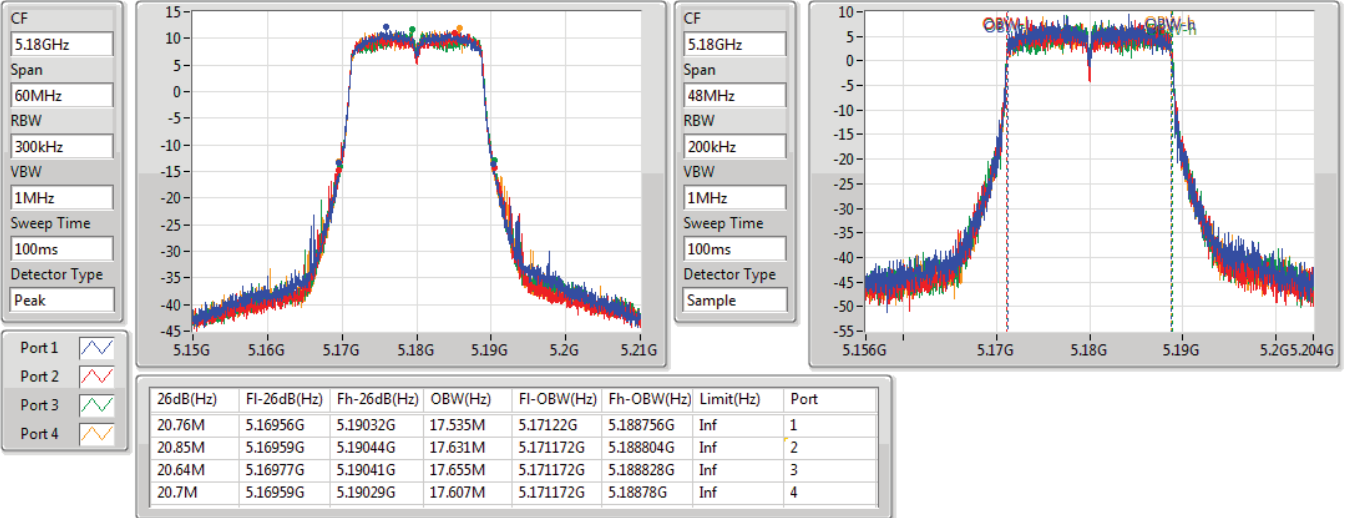 CF
5.18GHz
Span
60MHz
RBW
300kHz
VBW
1MHz
Sweep Time
100ms
Detector Type
Peak
15
10
5
0
-5
-10
-15
-20
-25
-30
-35
-40
-45
5.15G 5.16G 5.17G 5.18G 5.19G 5.2G 5.21G
CF
5.18GHz
Span
48MHz
RBW
200kHz
VBW
1MHz
Sweep Time
100ms
Detector Type
Sample
OBW-l OBW-h
10
5
0
-5
-10
-15
-20
-25
-30
-35
-40
-45
-50
-55
5.156G 5.17G 5.18G 5.19G 5.2G 5.204G
Port 1
Port 2
Port 3
Port 4
26dB(Hz) Fl-26dB(Hz) Fh-26dB(Hz) OBW(Hz) Fl-OBW(Hz) Fh-OBW(Hz) Limit(Hz) Port
20.76M 5.16956G 5.19032G 17.535M 5.17122G 5.188756G Inf 1
20.85M 5.16959G 5.19044G 17.631M 5.171172G 5.188804G Inf 2
20.64M 5.16977G 5.19041G 17.655M 5.171172G 5.188828G Inf 3
20.7M 5.16959G 5.19029G 17.607M 5.171172G 5.18878G Inf 4